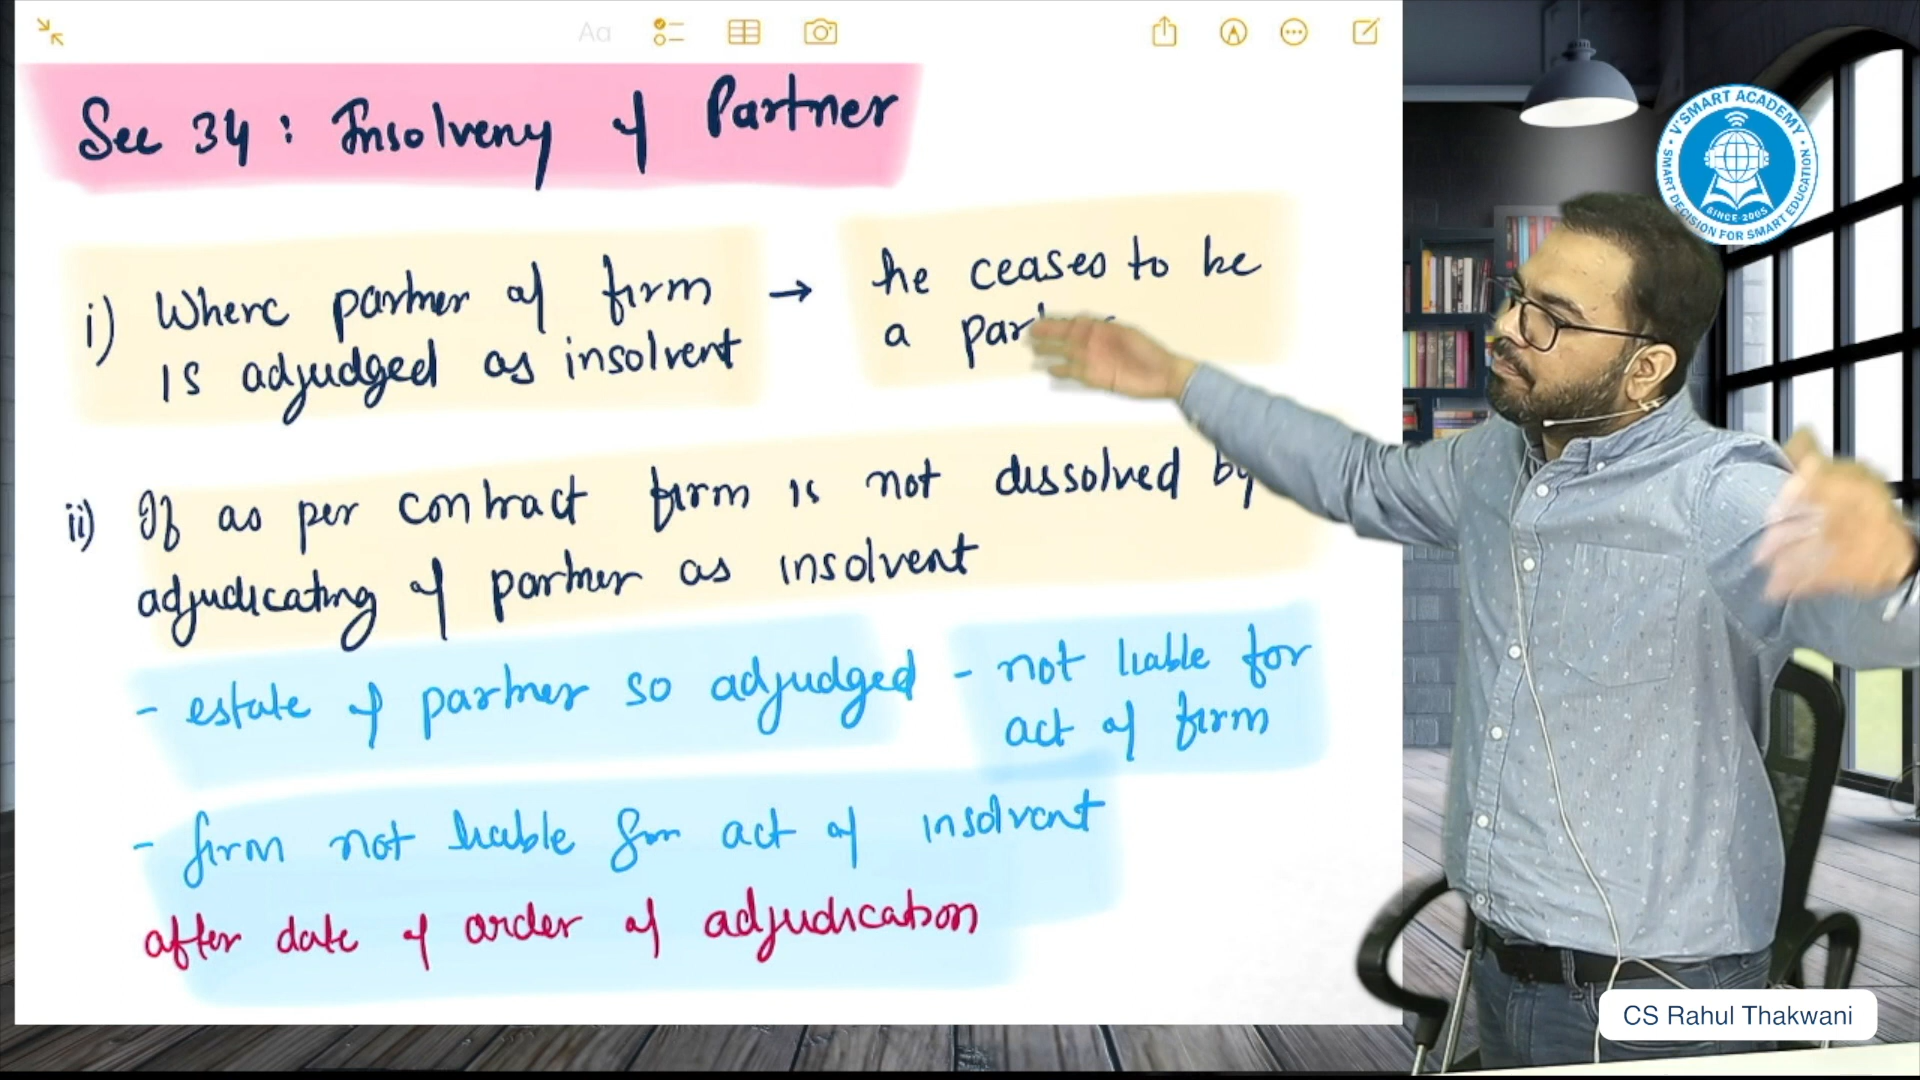 Aa
Sec 34 : Insolveny of Partner
i) Where partner of firm → he ceases to be
is adjudged as insolvent a par
ii) If as per contract firm is not dissolved by
adjudicating of partner as insolvent
- estate of partner so adjudged - not liable for
act of firm
- firm not liable for act of insolvent
after date of order of adjudication
V'SMART ACADEMY
SMART DECISION FOR SMART EDUCATION
SINCE-2005
CS Rahul Thakwani